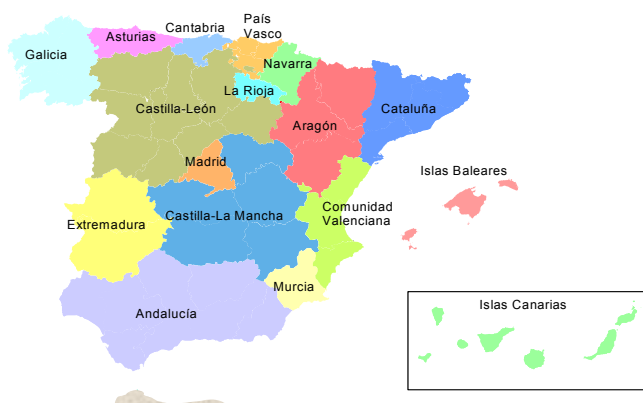 País
Vasco
Cantabria
Asturias
Galicia
Navarra
La Rioja
Castilla-León
Cataluña
Aragón
Madrid
Islas Baleares
Comunidad
Valenciana
Castilla-La Mancha
Extremadura
Murcia
Andalucía
Islas Canarias